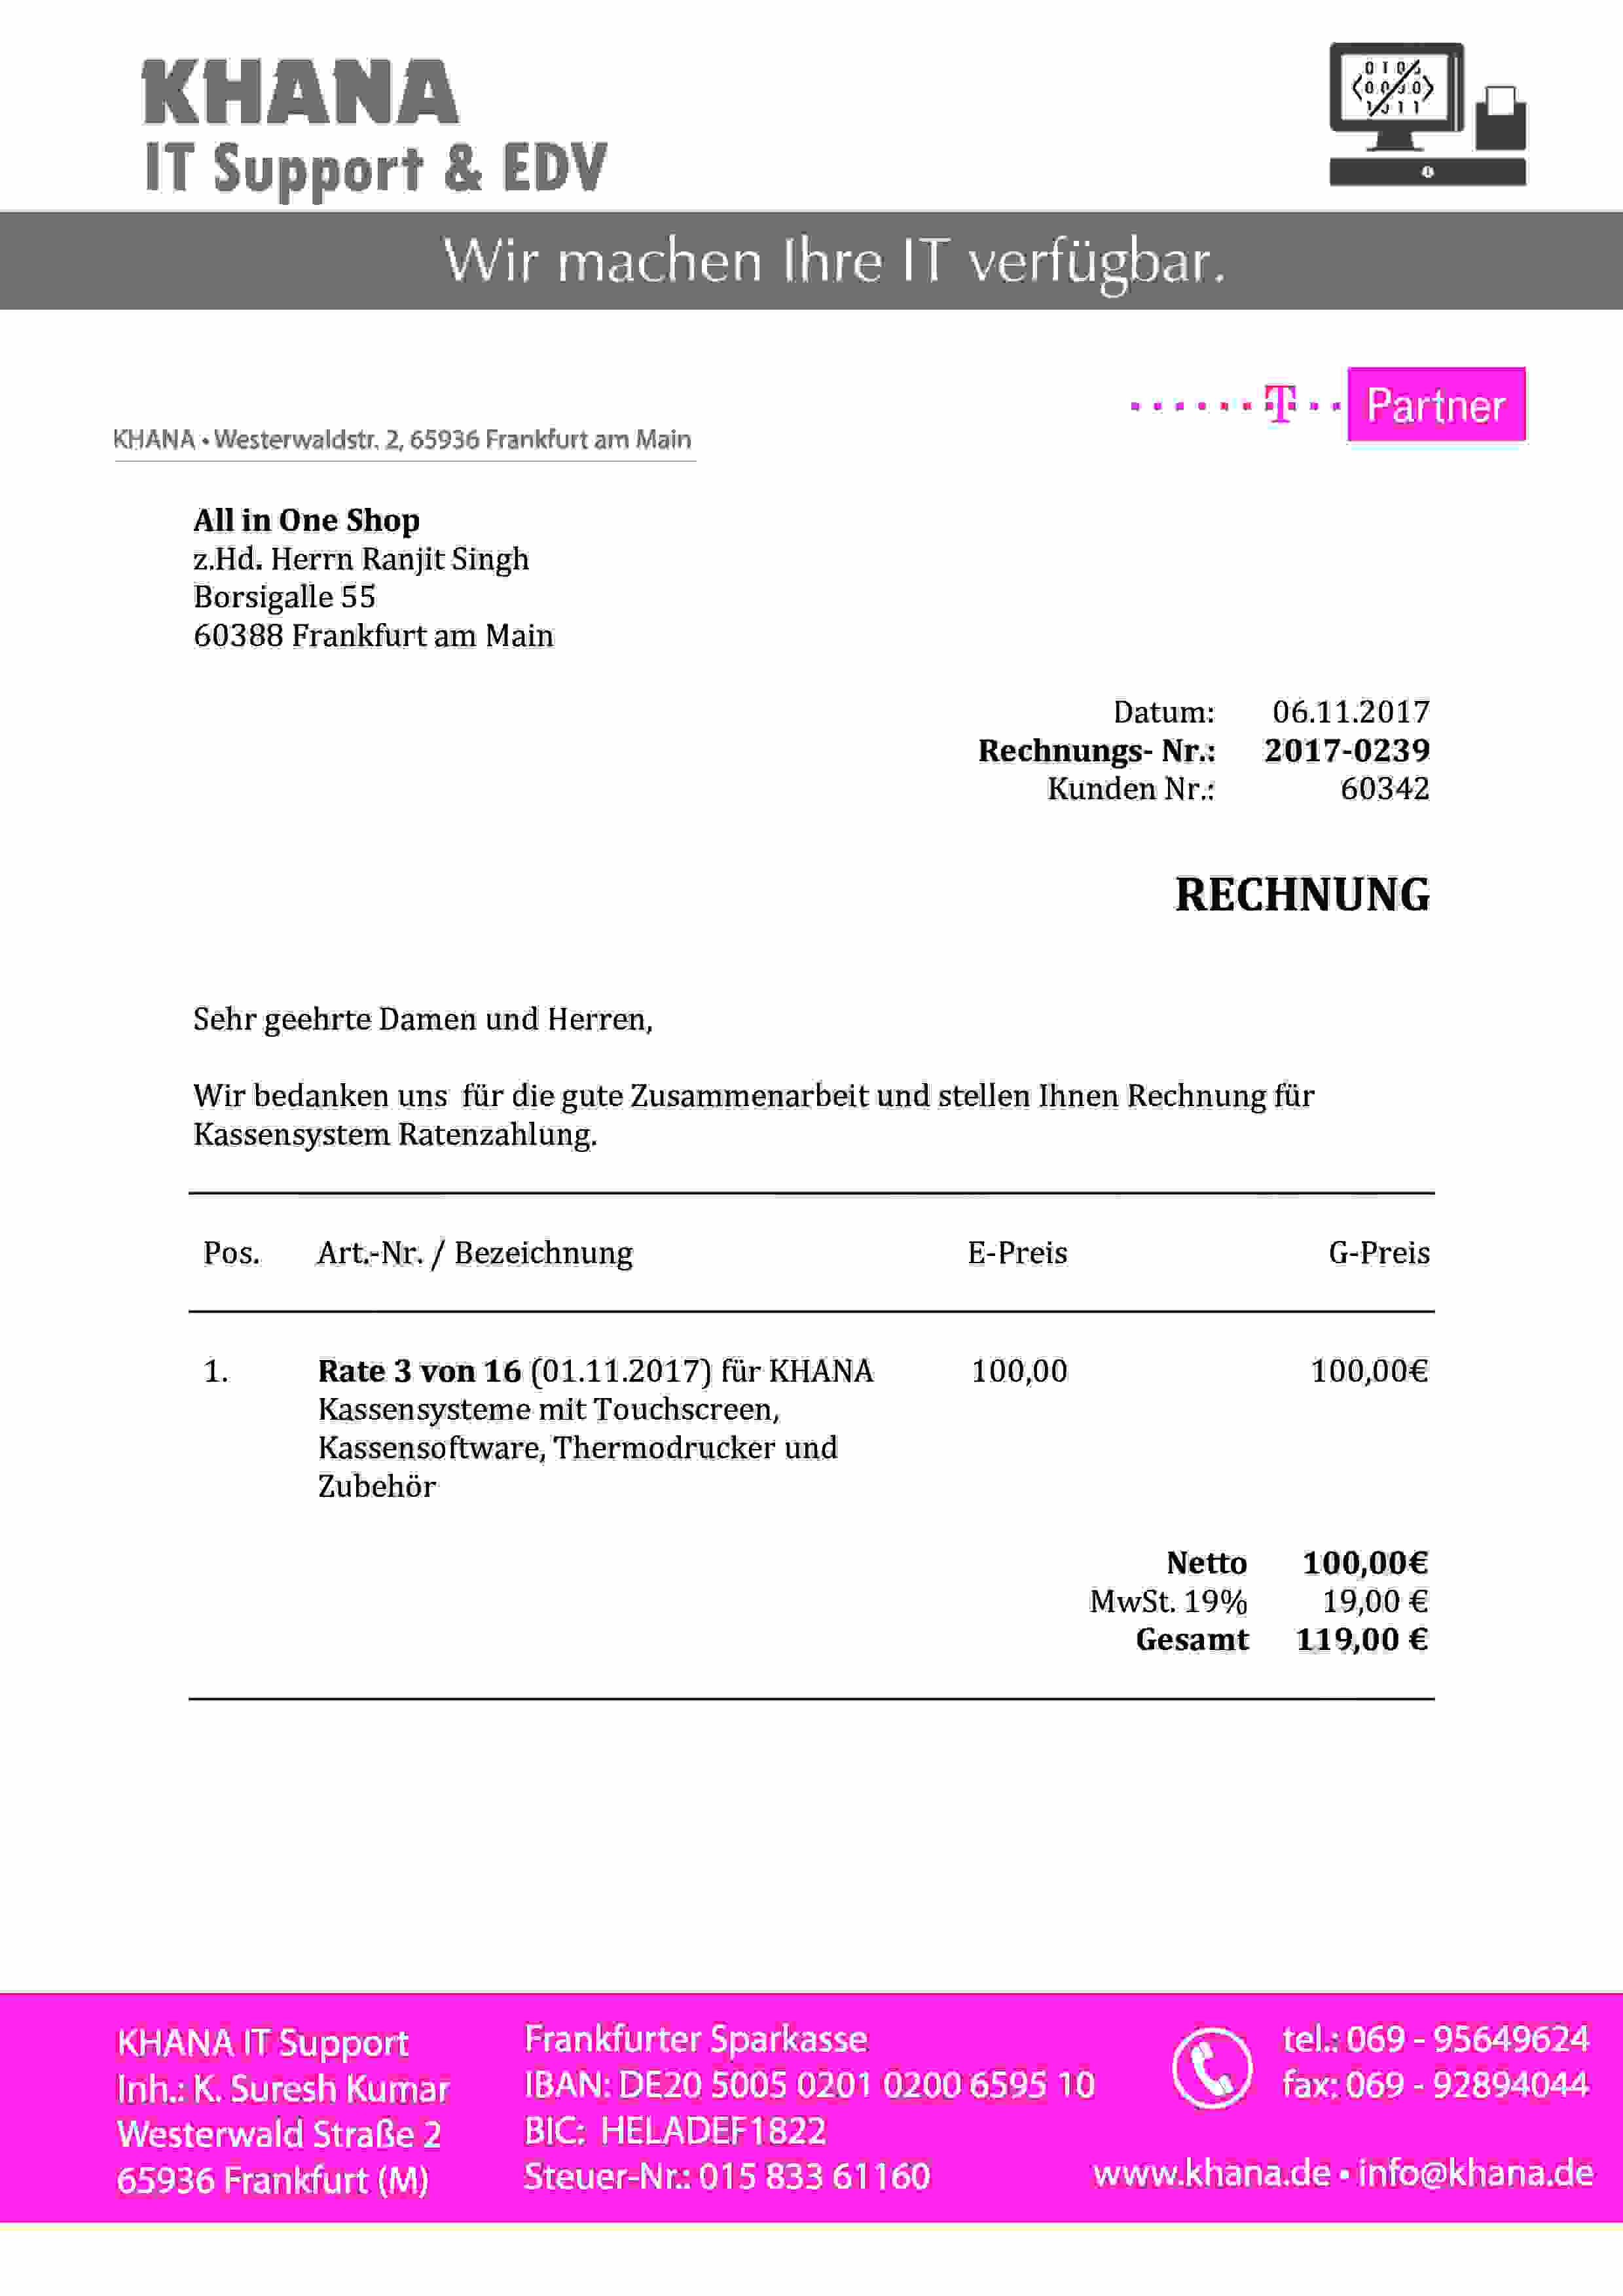 KHANA
IT Support & EDV
Wir machen Ihre IT verfügbar.
T Partner
KHANA • Westerwaldstr. 2, 65936 Frankfurt am Main
All in One Shop
z.Hd. Herrn Ranjit Singh
Borsigalle 55
60388 Frankfurt am Main
Datum: 06.11.2017
Rechnungs- Nr.: 2017-0239
Kunden Nr.: 60342
RECHNUNG
Sehr geehrte Damen und Herren,
Wir bedanken uns für die gute Zusammenarbeit und stellen Ihnen Rechnung für
Kassensystem Ratenzahlung.
Pos. Art.-Nr. / Bezeichnung E-Preis G-Preis
1. Rate 3 von 16 (01.11.2017) für KHANA 100,00 100,00€
Kassensysteme mit Touchscreen,
Kassensoftware, Thermodrucker und
Zubehör
Netto 100,00€
MwSt. 19% 19,00 €
Gesamt 119,00 €
KHANA IT Support
Inh.: K. Suresh Kumar
Westerwald Straße 2
65936 Frankfurt (M)
Frankfurter Sparkasse
IBAN: DE20 5005 0201 0200 6595 10
BIC: HELADEF1822
Steuer-Nr.: 015 833 61160
tel.: 069 - 95649624
fax: 069 - 92894044
www.khana.de • info@khana.de